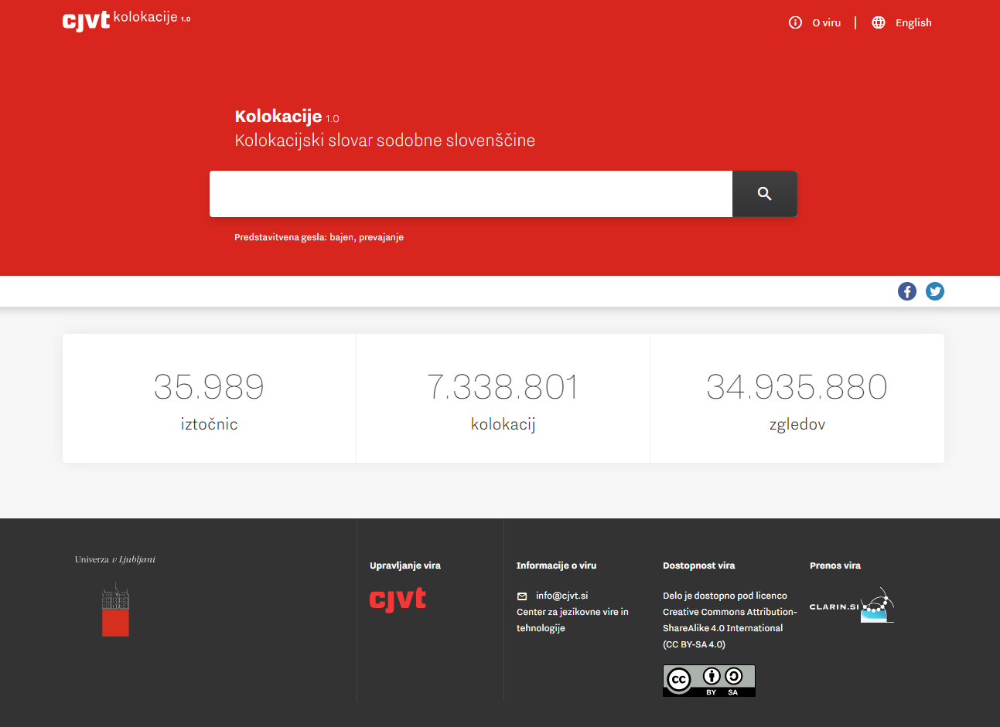 cjvt kolokacije 1.0
O viru | English
Kolokacije 1.0
Kolokacijski slovar sodobne slovenščine
Predstavitvena gesla: bajen, prevajanje
35.989
iztočnic
7.338.801
kolokacij
34.935.880
zgledov
Univerza v Ljubljani
Upravljanje vira
cjvt
Informacije o viru
info@cjvt.si
Center za jezikovne vire in
tehnologije
Dostopnost vira
Delo je dostopno pod licenco
Creative Commons Attribution-
ShareAlike 4.0 International
(CC BY-SA 4.0)
cc BY SA
Prenos vira
CLARIN.SI